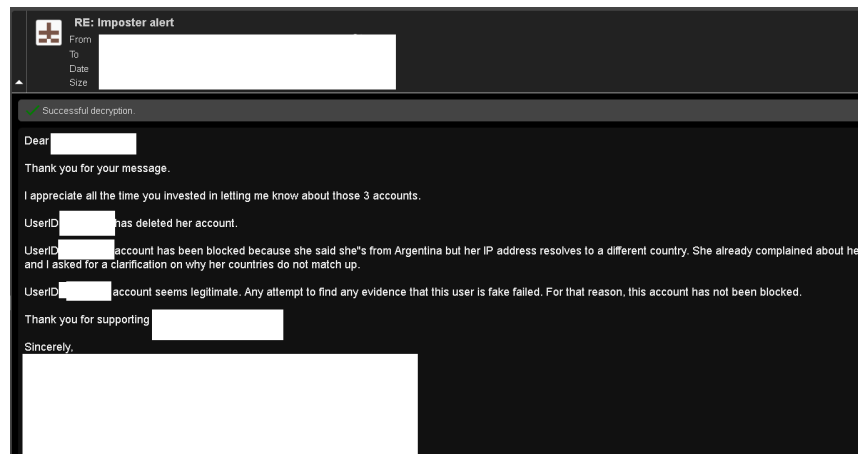 RE: Imposter alert
From
To
Date
Size
Successful decryption.
Dear
Thank you for your message.
I appreciate all the time you invested in letting me know about those 3 accounts.
UserID has deleted her account.
UserID account has been blocked because she said she"s from Argentina but her IP address resolves to a different country. She already complained about he
and I asked for a clarification on why her countries do not match up.
UserID account seems legitimate. Any attempt to find any evidence that this user is fake failed. For that reason, this account has not been blocked.
Thank you for supporting
Sincerely,